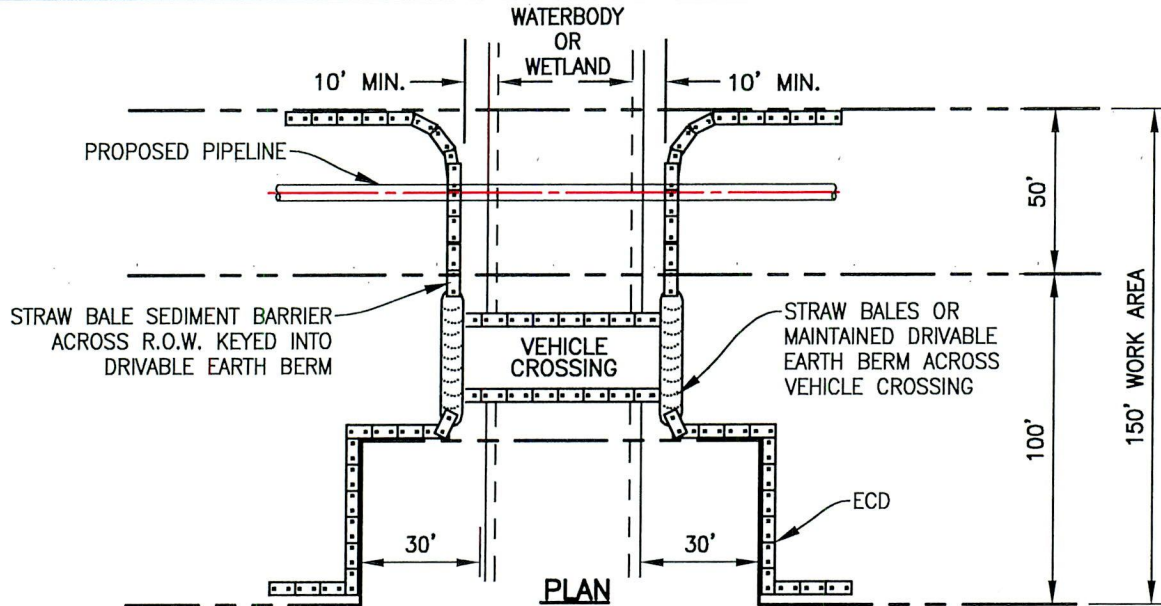 WATERBODY
OR
WETLAND
10' MIN.
10' MIN.
PROPOSED PIPELINE
50'
STRAW BALE SEDIMENT BARRIER
ACROSS R.O.W. KEYED INTO
DRIVABLE EARTH BERM
VEHICLE
CROSSING
STRAW BALES OR
MAINTAINED DRIVABLE
EARTH BERM ACROSS
VEHICLE CROSSING
100'
150' WORK AREA
ECD
30'
30'
PLAN